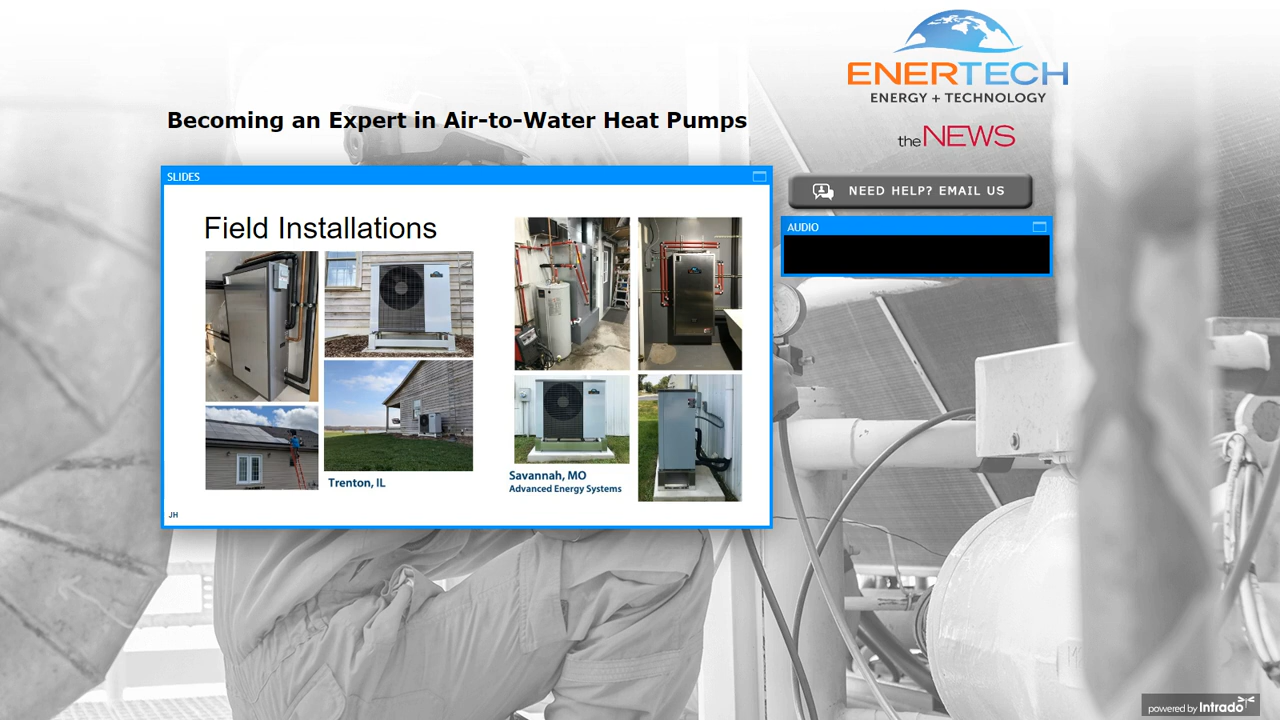 ENERTECH
ENERGY + TECHNOLOGY
Becoming an Expert in Air-to-Water Heat Pumps
the NEWS
SLIDES
NEED HELP? EMAIL US
Field Installations
AUDIO
Trenton, IL
Savannah, MO
Advanced Energy Systems
JH
powered by Intrado